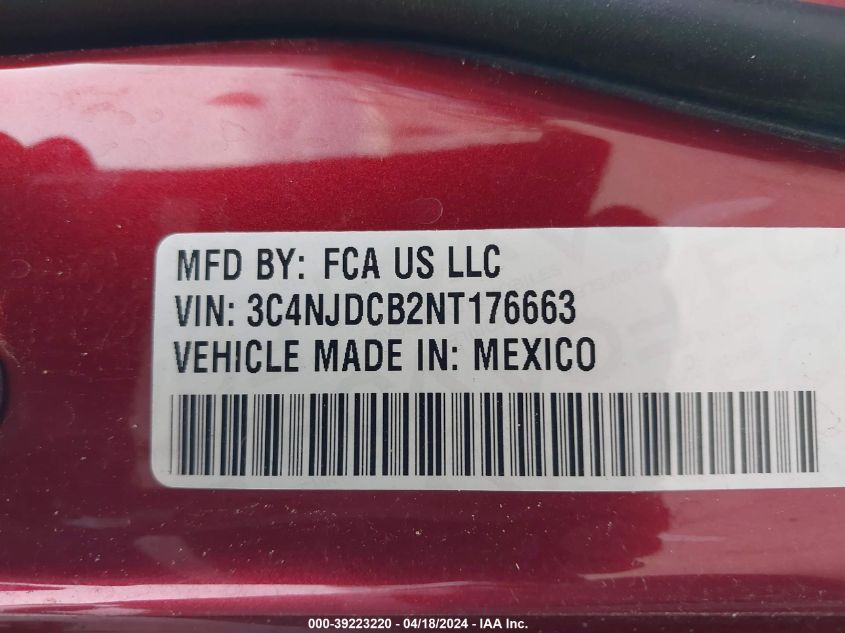 MFD BY: FCA US LLC
VIN: 3C4NJDCB2NT176663
VEHICLE MADE IN: MEXICO
000-39223220 - 04/18/2024 - IAA Inc.